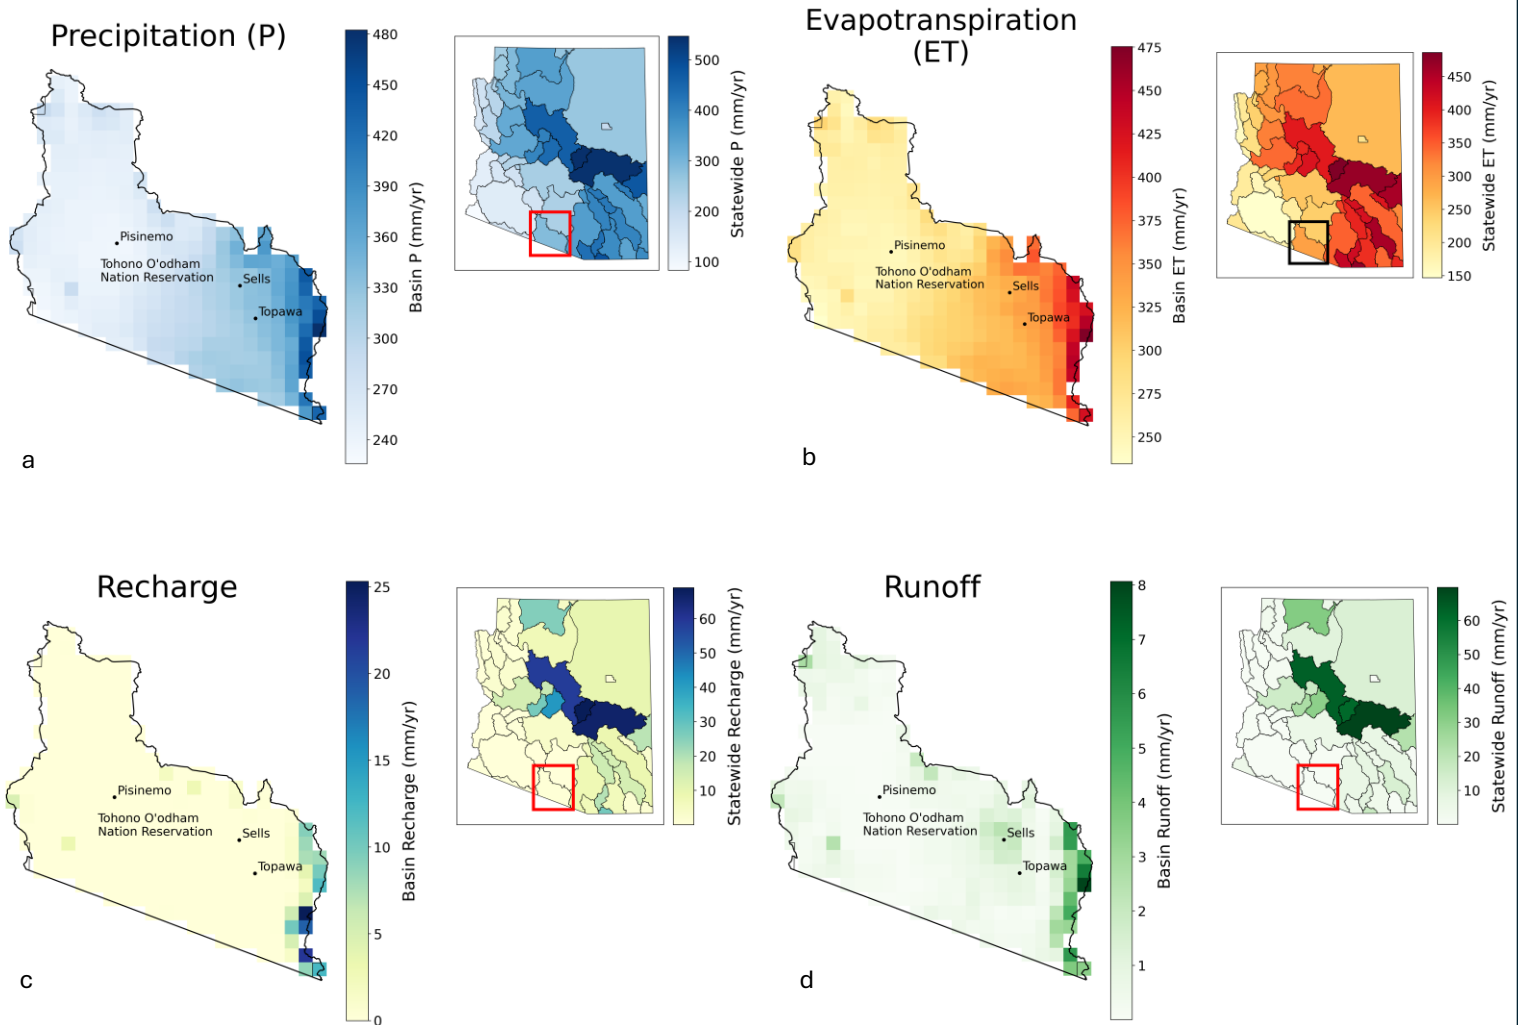 Precipitation (P)
480
450
420
390
360
330
300
270
240
Basin P (mm/yr)
500
400
300
200
100
Statewide P (mm/yr)
Pisinemo
Tohono O'odham
Nation Reservation
Sells
Topawa
a
Evapotranspiration
(ET)
475
450
425
400
375
350
325
300
275
250
Basin ET (mm/yr)
450
400
350
300
250
200
150
Statewide ET (mm/yr)
Pisinemo
Tohono O'odham
Nation Reservation
Sells
Topawa
b
Recharge
25
20
15
10
5
0
Basin Recharge (mm/yr)
60
50
40
30
20
10
Statewide Recharge (mm/yr)
Pisinemo
Tohono O'odham
Nation Reservation
Sells
Topawa
c
Runoff
8
7
6
5
4
3
2
1
Basin Runoff (mm/yr)
60
50
40
30
20
10
Statewide Runoff (mm/yr)
Pisinemo
Tohono O'odham
Nation Reservation
Sells
Topawa
d